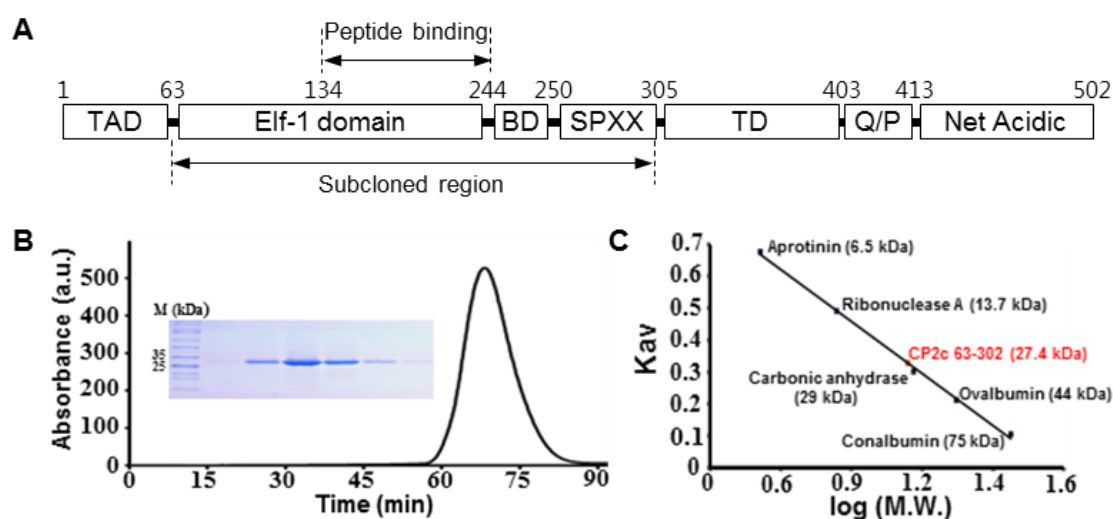 A
Peptide binding
1 63 134 244 250 305 403 413 502
TAD Elf-1 domain BD SPXX TD Q/P Net Acidic
Subcloned region
B
Absorbance (a.u.)
500
400
300
200
100
0
M (kDa)
35
25
0 15 30 45 60 75 90
Time (min)
C
Kav
0.7
0.6
0.5
0.4
0.3
0.2
0.1
0
Aprotinin (6.5 kDa)
Ribonuclease A (13.7 kDa)
CP2c 63-302 (27.4 kDa)
Carbonic anhydrase
(29 kDa)
Ovalbumin (44 kDa)
Conalbumin (75 kDa)
0 0.6 0.9 1.2 1.4 1.6
log (M.W.)